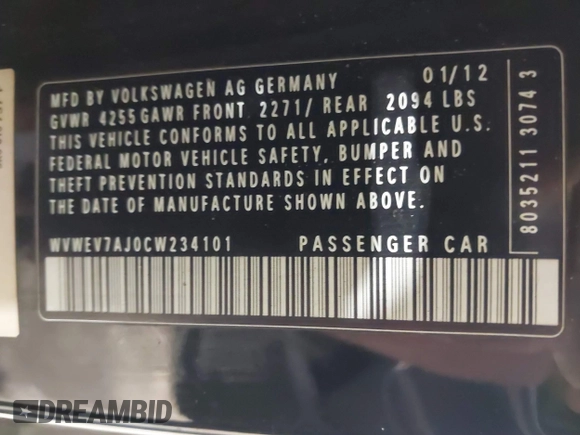 MFD BY VOLKSWAGEN AG GERMANY 01/12
GVWR 4255 GAWR FRONT 2271/ REAR 2094 LBS
THIS VEHICLE CONFORMS TO ALL APPLICABLE U.S.
FEDERAL MOTOR VEHICLE SAFETY, BUMPER AND
THEFT PREVENTION STANDARDS IN EFFECT ON
THE DATE OF MANUFACTURE SHOWN ABOVE.
WVWEV7AJ0CW234101 PASSENGER CAR
8035211 3074 3
DREAMBID